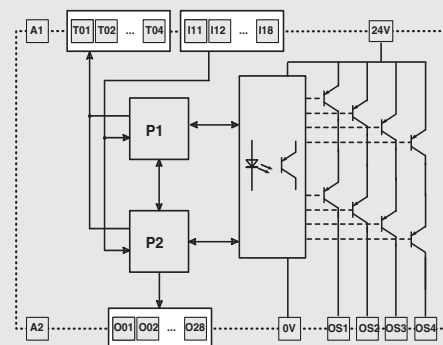 A1 T01 T02 ... T04 I11 I12 ... I18 24V
P1
P2
A2 O01 O02 ... O28 0V OS1 OS2 OS3 OS4